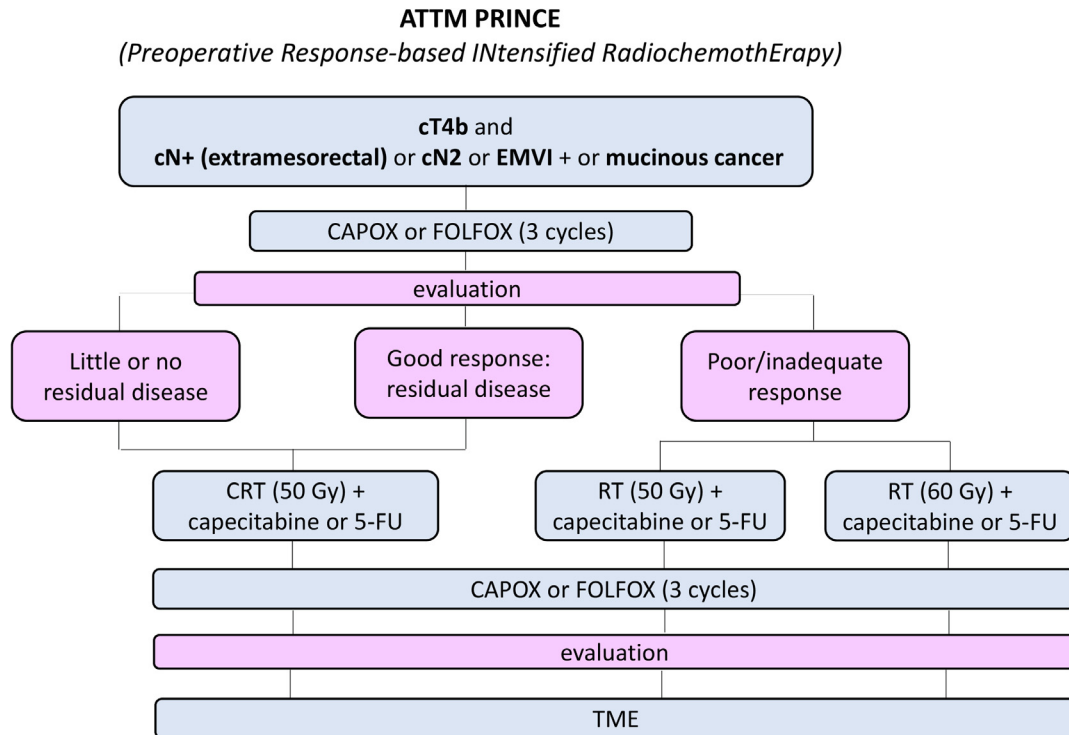 ATTM PRINCE
(Preoperative Response-based INtensified RadiochemothErapy)
cT4b and
cN+ (extramesorectal) or cN2 or EMVI + or mucinous cancer
CAPOX or FOLFOX (3 cycles)
evaluation
Little or no
residual disease
Good response:
residual disease
Poor/inadequate
response
CRT (50 Gy) +
capecitabine or 5-FU
RT (50 Gy) +
capecitabine or 5-FU
RT (60 Gy) +
capecitabine or 5-FU
CAPOX or FOLFOX (3 cycles)
evaluation
TME